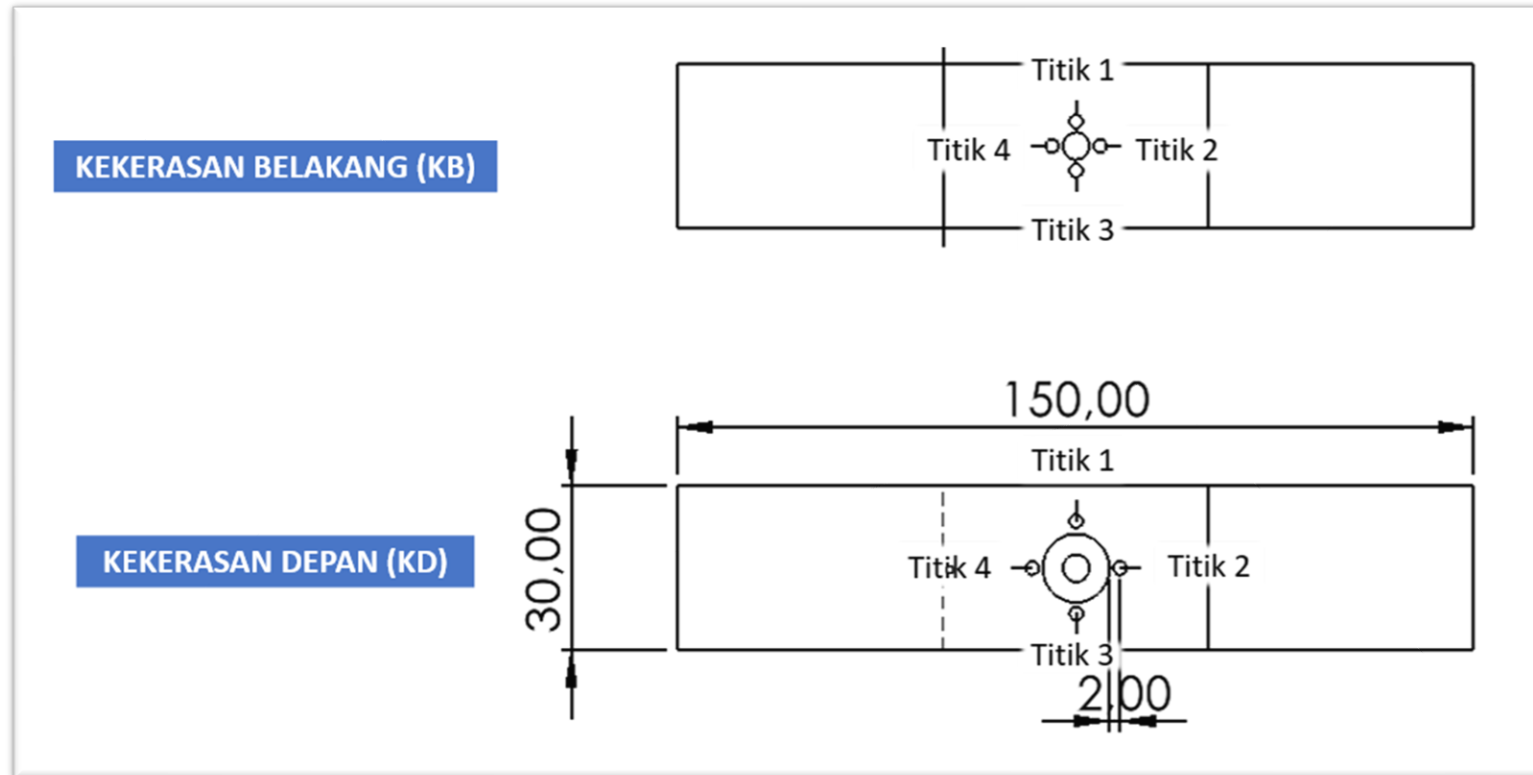 Titik 1
KEKERASAN BELAKANG (KB)
Titik 4
Titik 2
Titik 3
150,00
Titik 1
30,00
KEKERASAN DEPAN (KD)
Titik 4
Titik 2
Titik 3
2,00